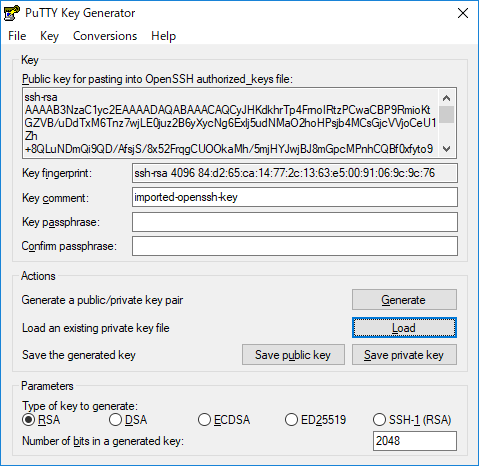 PuTTY Key Generator
File Key Conversions Help
Key
Public key for pasting into OpenSSH authorized_keys file:
ssh-rsa
AAAAB3NzaC1yc2EAAAADAQABAAACAQCyJHKdkhrTp4FrnoIRtzPCwaCBP9RmioKt
GZVB/uDdTxM6Tnz7wjLE0juz2B6yXycNg6Exlj5udNMaO2hoHPsjb4MCsGjcVVjoCeU1
Zh
+8QLuNDmQi9QD/AfsjS/8x52FrqgCUOOkaMh/5mjHYJwjBJ8mGpcMPnhCQBf0xfyto9
Key fingerprint: ssh-rsa 4096 84:d2:65:ca:14:77:2c:13:63:e5:00:91:06:9c:9c:76
Key comment: imported-openssh-key
Key passphrase:
Confirm passphrase:
Actions
Generate a public/private key pair Generate
Load an existing private key file Load
Save the generated key Save public key Save private key
Parameters
Type of key to generate:
RSA DSA ECDSA ED25519 SSH-1 (RSA)
Number of bits in a generated key: 2048